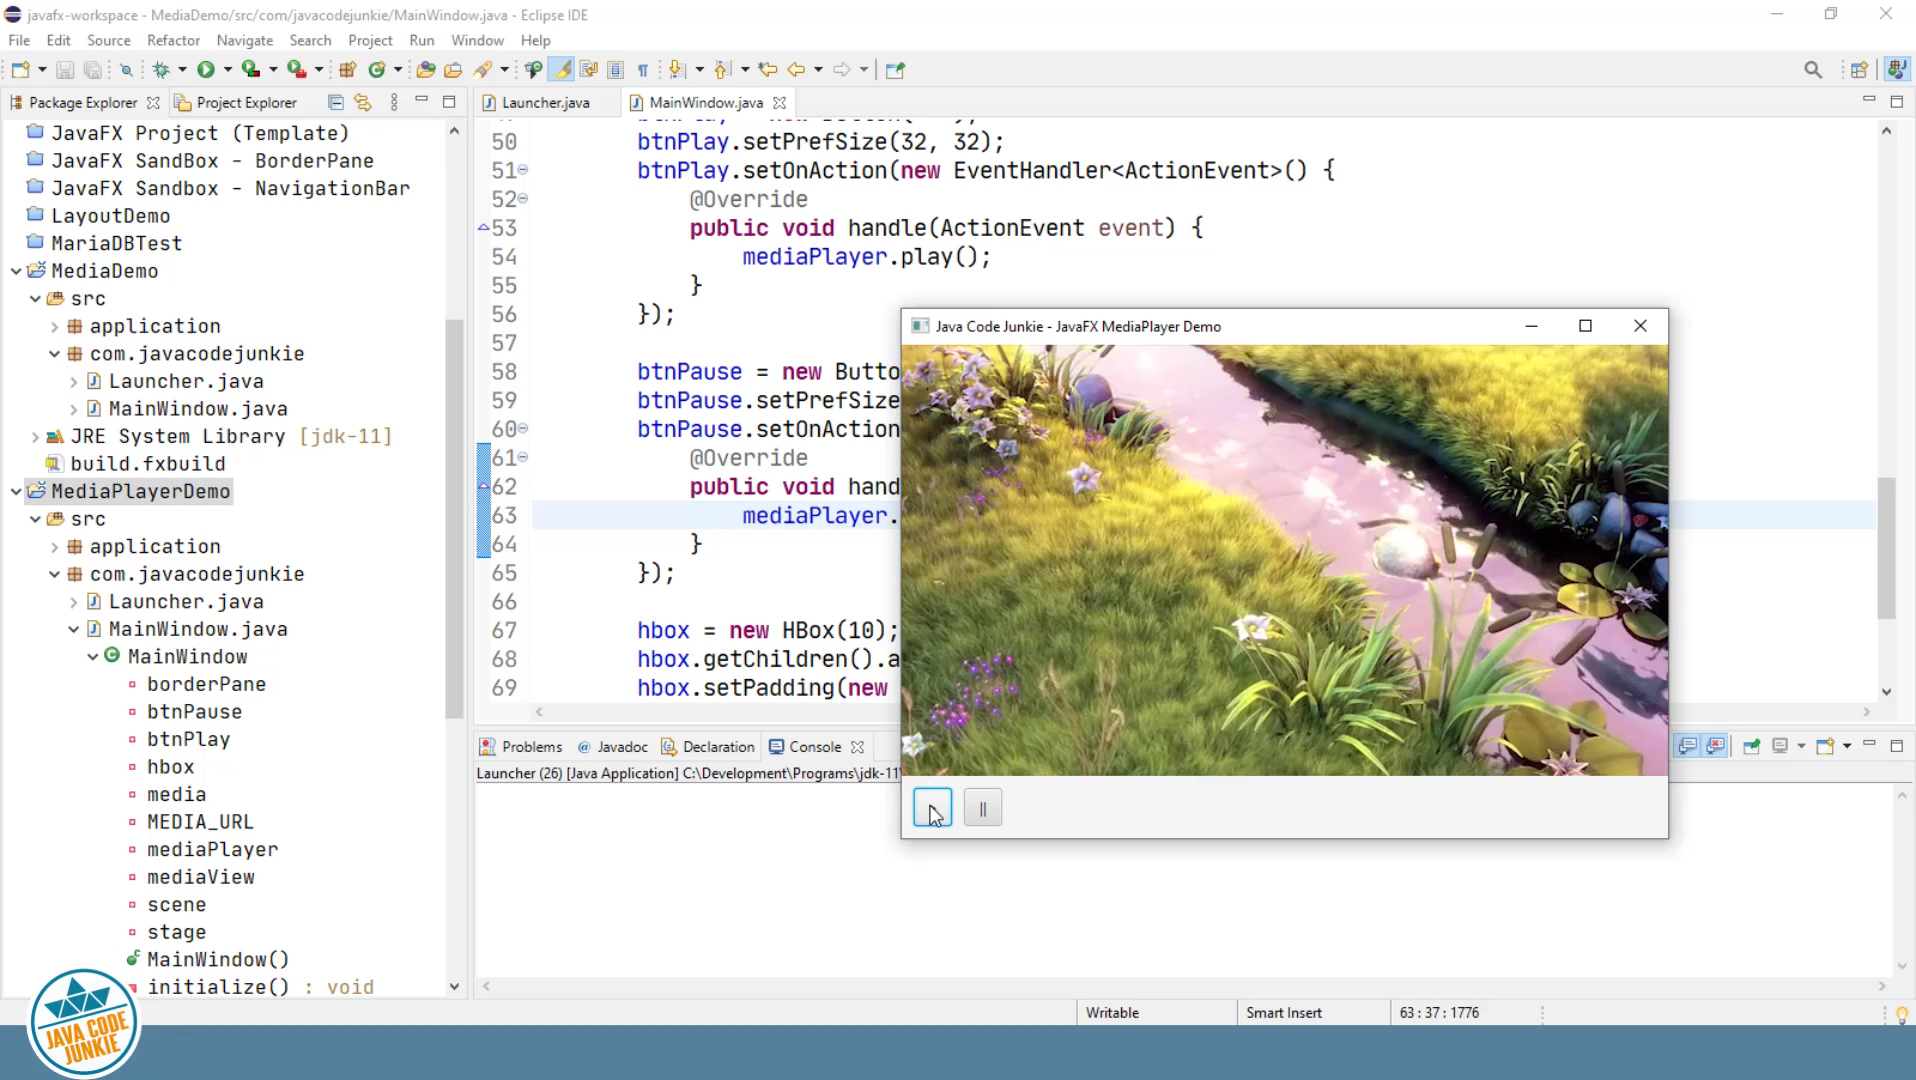 javafx-workspace - MediaDemo/src/com/javacodejunkie/MainWindow.java - Eclipse IDE
File Edit Source Refactor Navigate Search Project Run Window Help
Package Explorer Project Explorer
JavaFX Project (Template)
JavaFX SandBox - BorderPane
JavaFX Sandbox - NavigationBar
LayoutDemo
MariaDBTest
MediaDemo
src
application
com.javacodejunkie
Launcher.java
MainWindow.java
JRE System Library [jdk-11]
build.fxbuild
MediaPlayerDemo
src
application
com.javacodejunkie
Launcher.java
MainWindow.java
MainWindow
borderPane
btnPause
btnPlay
hbox
media
MEDIA_URL
mediaPlayer
mediaView
scene
stage
MainWindow()
initialize() : void
Launcher.java MainWindow.java
50 btnPlay.setPrefSize(32, 32);
51 btnPlay.setOnAction(new EventHandler<ActionEvent>() {
52 @Override
53 public void handle(ActionEvent event) {
54 mediaPlayer.play();
55 }
56 });
57
58 btnPause = new Butto
59 btnPause.setPrefSize
60 btnPause.setOnAction
61 @Override
62 public void hand
63 mediaPlayer.
64 }
65 });
66
67 hbox = new HBox(10);
68 hbox.getChildren().a
69 hbox.setPadding(new
Java Code Junkie - JavaFX MediaPlayer Demo
||
Problems @ Javadoc Declaration Console
Launcher (26) [Java Application] C:\Development\Programs\jdk-11
Writable Smart Insert 63 : 37 : 1776
JAVA CODE
JUNKIE